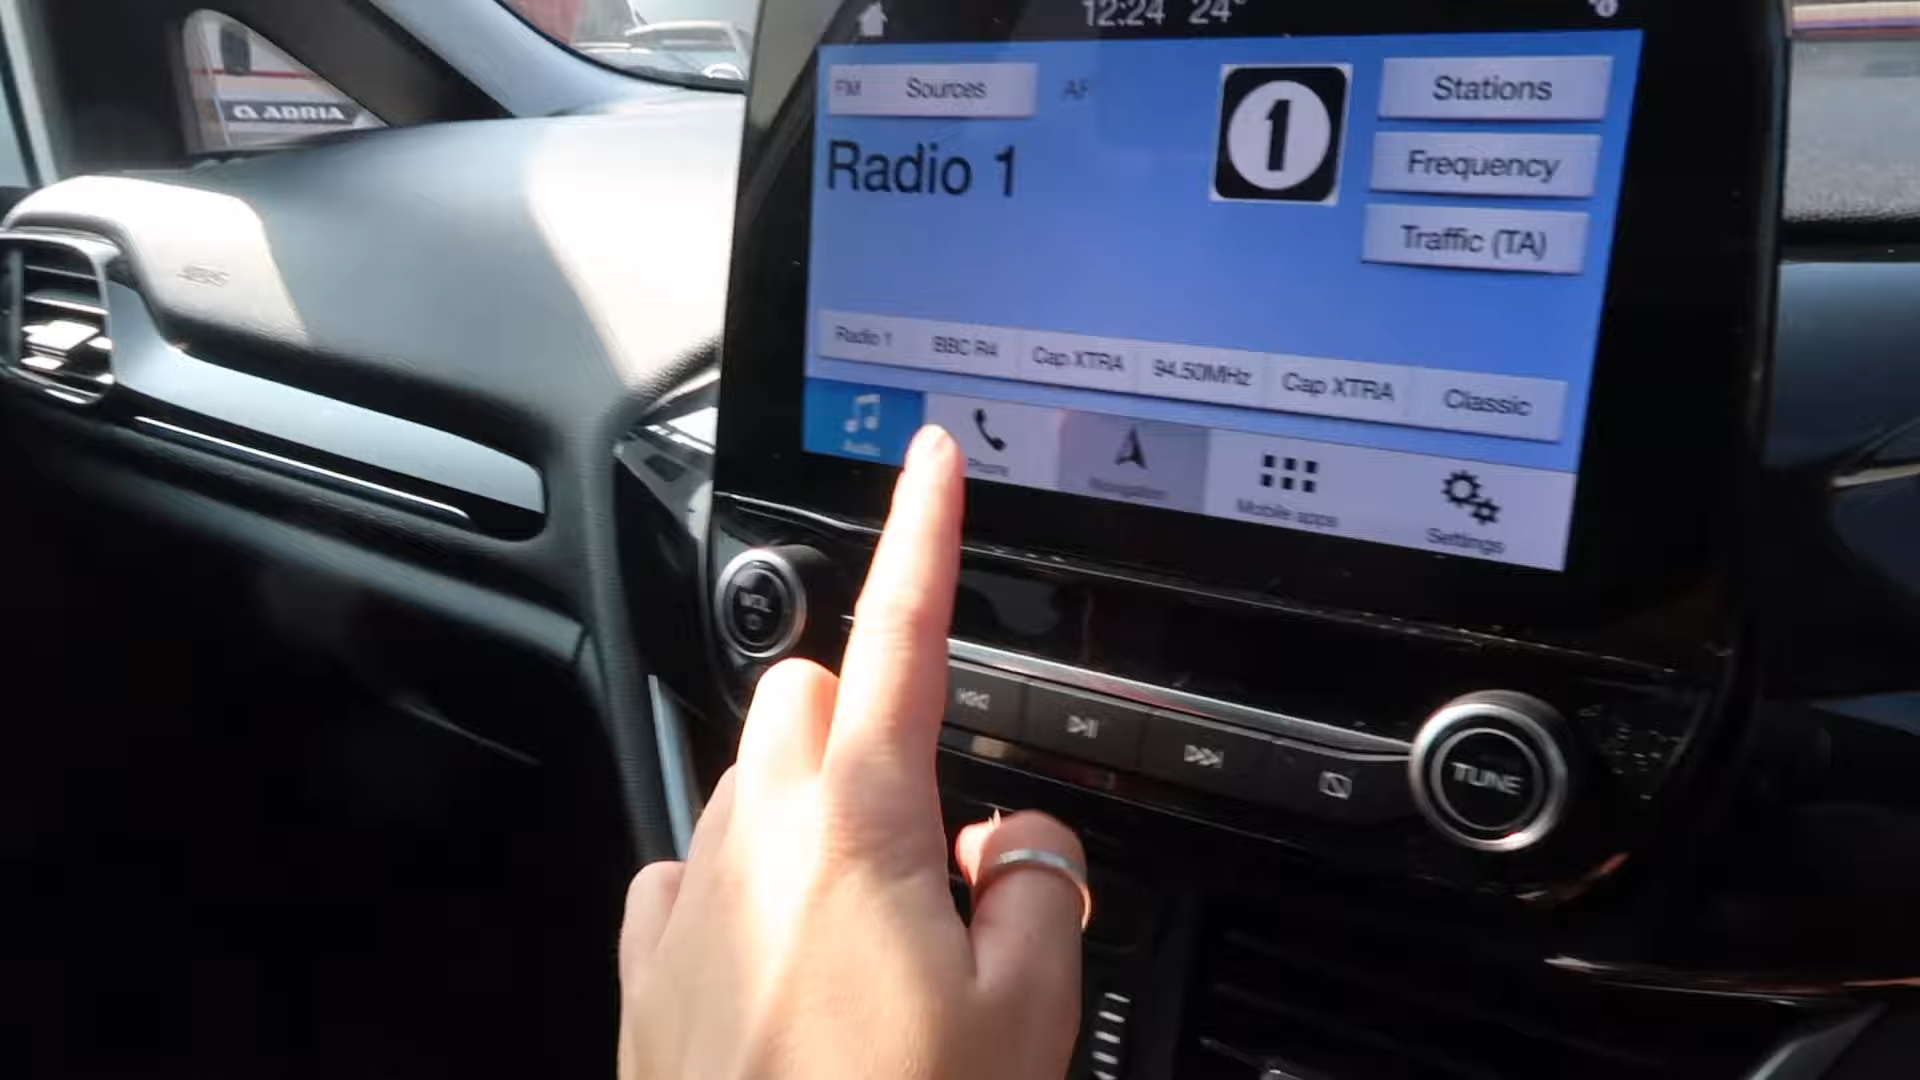 12:24 24°
ADRIA
FM Sources AF
1
Stations
Radio 1
Frequency
Traffic (TA)
Radio 1 BBC R4 Cap XTRA 94.50MHz Cap XTRA Classic
Audio Phone Navigation Mobile apps Settings
VOL
TUNE